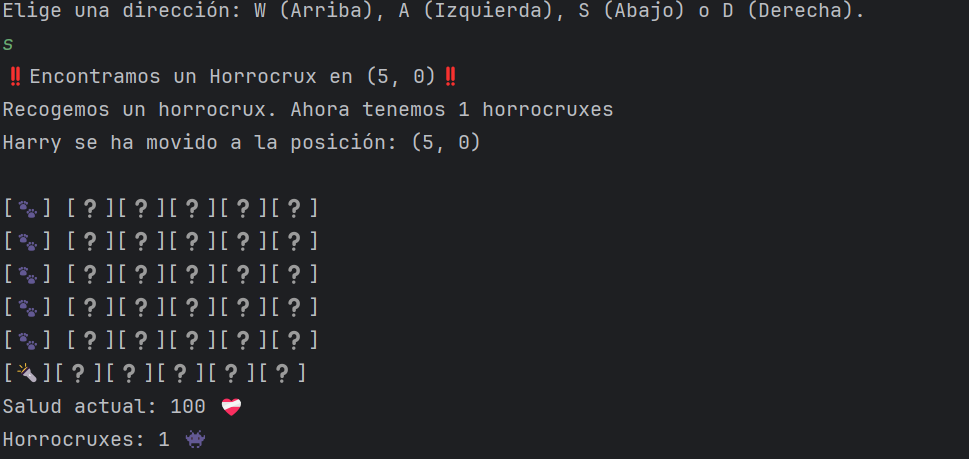 Elige una dirección: W (Arriba), A (Izquierda), S (Abajo) o D (Derecha).
s
‼️Encontramos un Horrocrux en (5, 0)‼️
Recogemos un horrocrux. Ahora tenemos 1 horrocruxes
Harry se ha movido a la posición: (5, 0)
[🐾] [❔][❔][❔][❔][❔]
[🐾] [❔][❔][❔][❔][❔]
[🐾] [❔][❔][❔][❔][❔]
[🐾] [❔][❔][❔][❔][❔]
[🐾] [❔][❔][❔][❔][❔]
[🔦][❔][❔][❔][❔][❔]
Salud actual: 100 ❤️‍🩹
Horrocruxes: 1 👾